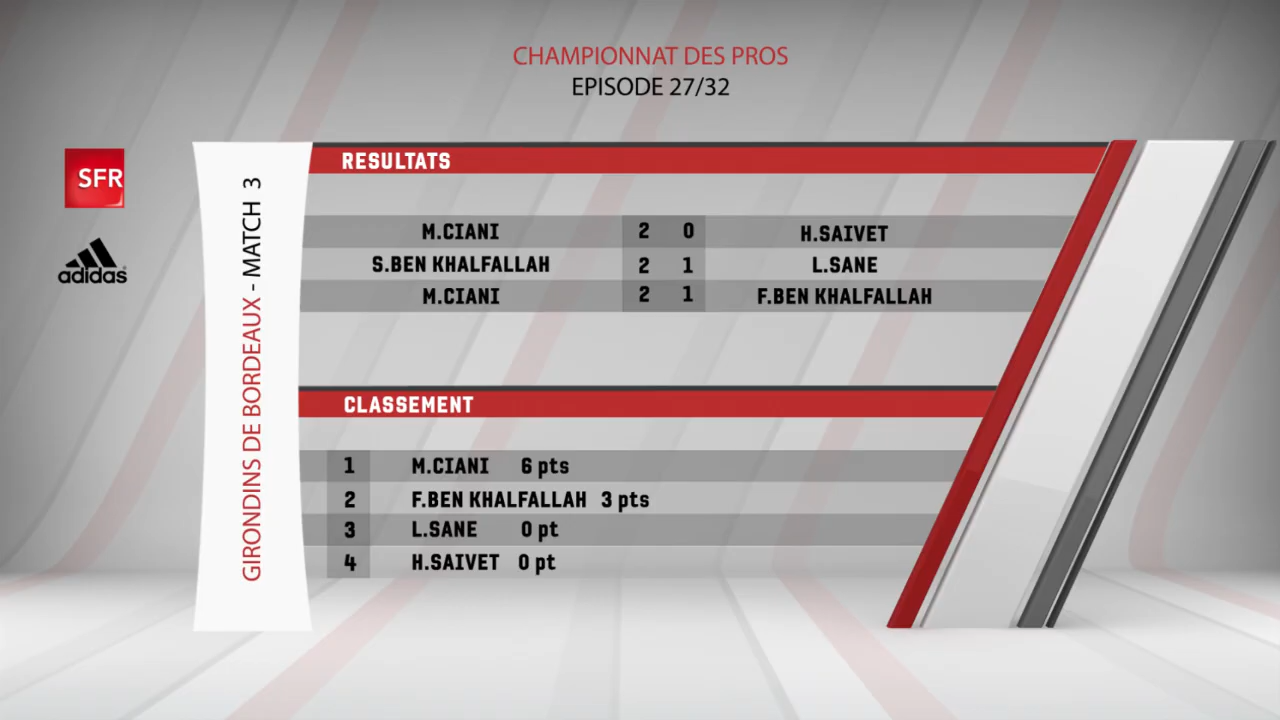 CHAMPIONNAT DES PROS
EPISODE 27/32
SFR
adidas
GIRONDINS DE BORDEAUX - MATCH 3
RESULTATS
M.CIANI 2 0 H.SAIVET
S.BEN KHALFALLAH 2 1 L.SANE
M.CIANI 2 1 F.BEN KHALFALLAH
CLASSEMENT
1 M.CIANI 6 pts
2 F.BEN KHALFALLAH 3 pts
3 L.SANE 0 pt
4 H.SAIVET 0 pt